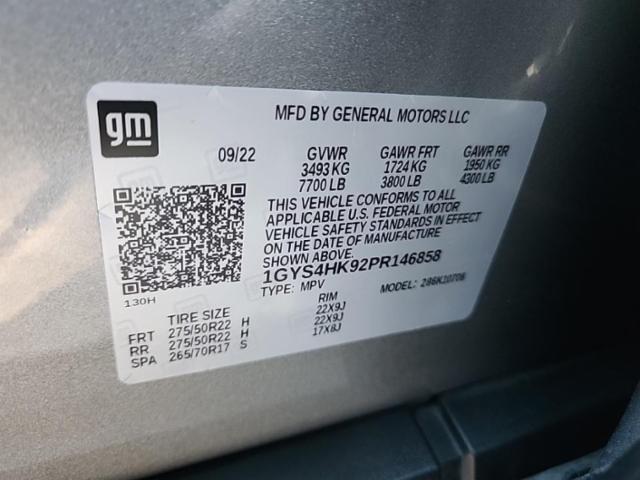 gm
MFD BY GENERAL MOTORS LLC
09/22 GVWR GAWR FRT GAWR RR
3493 KG 1724 KG 1950 KG
7700 LB 3800 LB 4300 LB
THIS VEHICLE CONFORMS TO ALL
APPLICABLE U.S. FEDERAL MOTOR
VEHICLE SAFETY STANDARDS IN EFFECT
ON THE DATE OF MANUFACTURE
SHOWN ABOVE.
1GYS4HK92PR146858
TYPE: MPV MODEL: 286K10706
130H
TIRE SIZE RIM
FRT 275/50R22 H 22X9J
RR 275/50R22 H 22X9J
SPA 265/70R17 S 17X8J